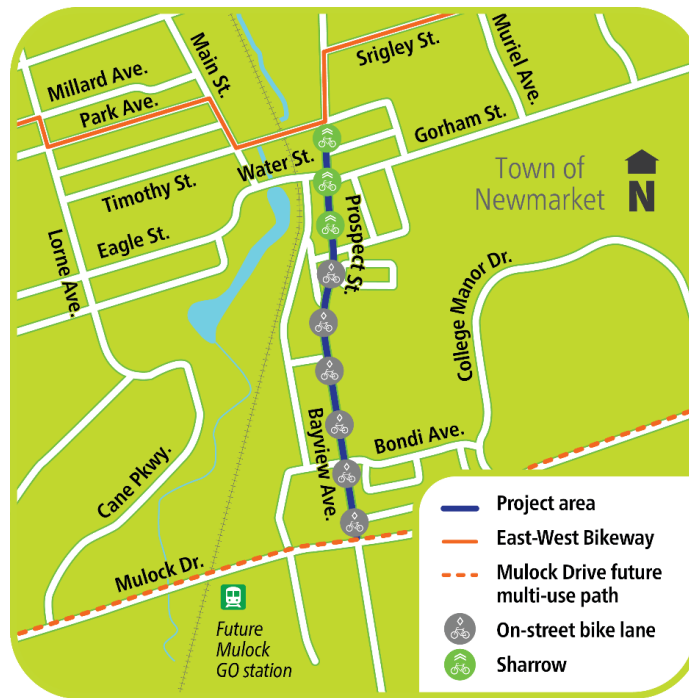 Millard Ave.
Park Ave.
Main St.
Srigley St.
Muriel Ave.
Gorham St.
Water St.
Timothy St.
Eagle St.
Lorne Ave.
Prospect St.
Town of
Newmarket
N
College Manor Dr.
Bayview Ave.
Bondi Ave.
Cane Pkwy.
Mulock Dr.
Future
Mulock
GO station
Project area
East-West Bikeway
Mulock Drive future
multi-use path
On-street bike lane
Sharrow